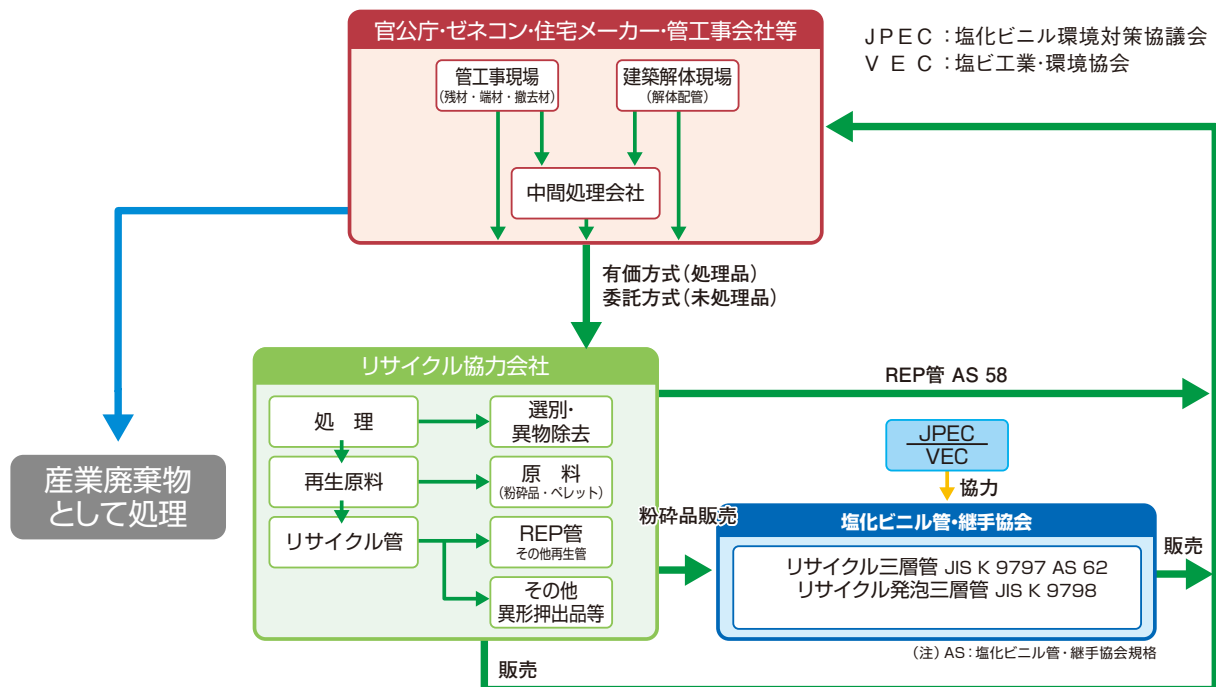 官公庁・ゼネコン・住宅メーカー・管工事会社等
JPEC：塩化ビニル環境対策協議会
VEC：塩ビ工業・環境協会
管工事現場
（残材・端材・撤去材）
建築解体現場
（解体配管）
中間処理会社
有価方式（処理品）
委託方式（未処理品）
リサイクル協力会社
処　理
選別・
異物除去
再生原料
原　料
（粉砕品・ペレット）
リサイクル管
REP管
その他再生管
その他
異形押出品等
産業廃棄物
として処理
REP管 AS 58
JPEC
VEC
協力
粉砕品販売
塩化ビニル管・継手協会
リサイクル三層管 JIS K 9797 AS 62
リサイクル発泡三層管 JIS K 9798
販売
（注）AS：塩化ビニル管・継手協会規格
販売